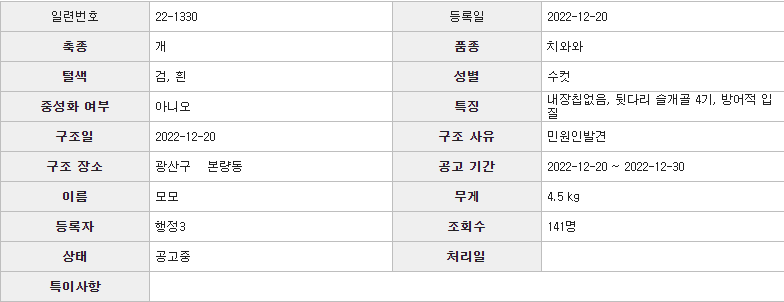 일련번호 22-1330 등록일 2022-12-20
축종 개 품종 치와와
털색 검, 흰 성별 수컷
중성화 여부 아니오 특징 내장칩없음, 뒷다리 슬개골 4기, 방어적 입
질
구조일 2022-12-20 구조 사유 민원인발견
구조 장소 광산구 본량동 공고 기간 2022-12-20 ~ 2022-12-30
이름 모모 무게 4.5 kg
등록자 행정3 조회수 141명
상태 공고중 처리일
특이사항